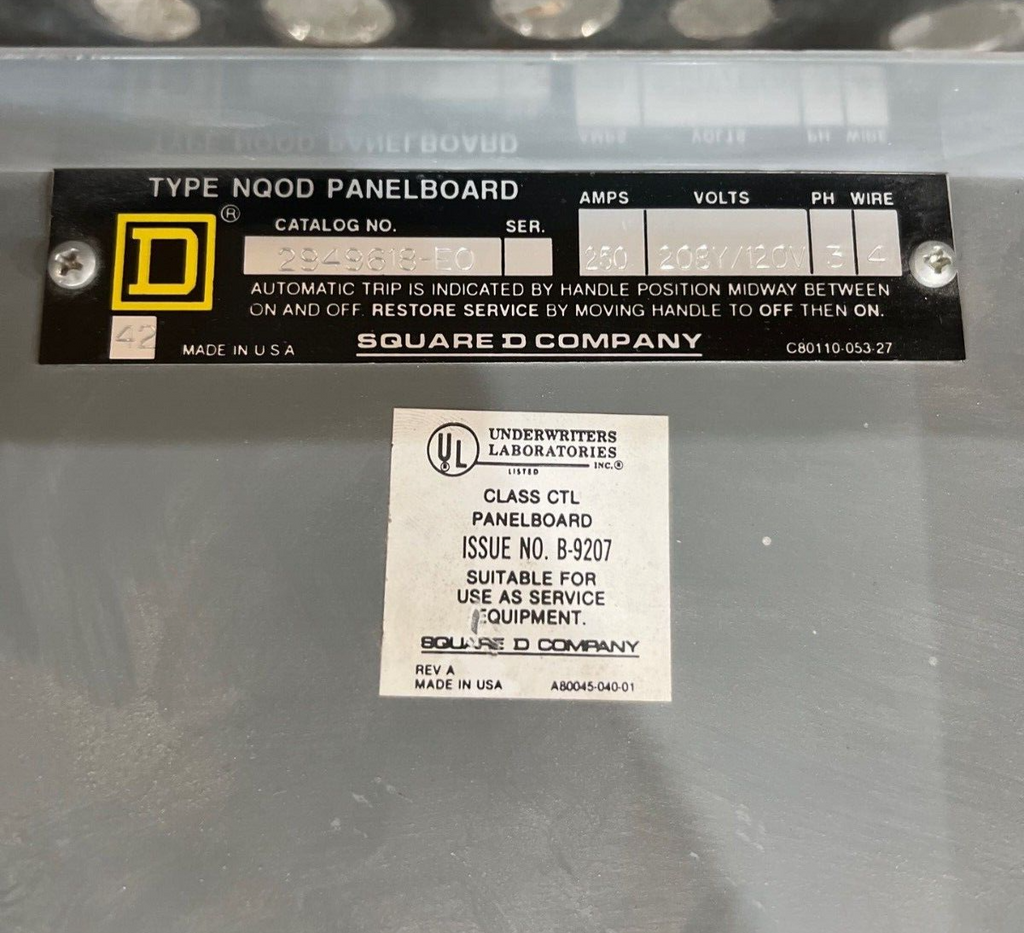 TYPE NQOD PANELBOARD
AMPS VOLTS PH WIRE
D ®
CATALOG NO. SER.
2949618-EO
250 208Y/120V 3 4
AUTOMATIC TRIP IS INDICATED BY HANDLE POSITION MIDWAY BETWEEN
ON AND OFF. RESTORE SERVICE BY MOVING HANDLE TO OFF THEN ON.
42
MADE IN U S A
SQUARE D COMPANY
C80110-053-27
UL UNDERWRITERS
LABORATORIES
INC.®
LISTED
CLASS CTL
PANELBOARD
ISSUE NO. B-9207
SUITABLE FOR
USE AS SERVICE
EQUIPMENT.
SQUARE D COMPANY
REV A
MADE IN USA A80045-040-01